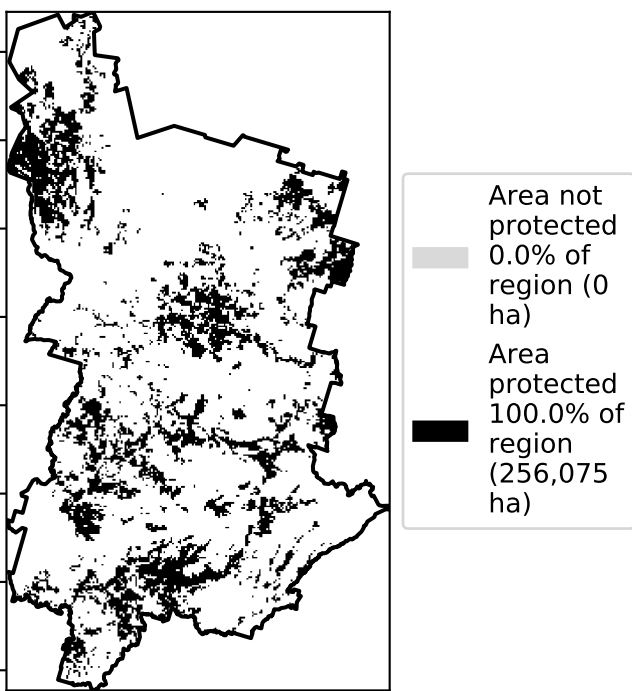 Area not
protected
0.0% of
region (0
ha)
Area
protected
100.0% of
region
(256,075
ha)